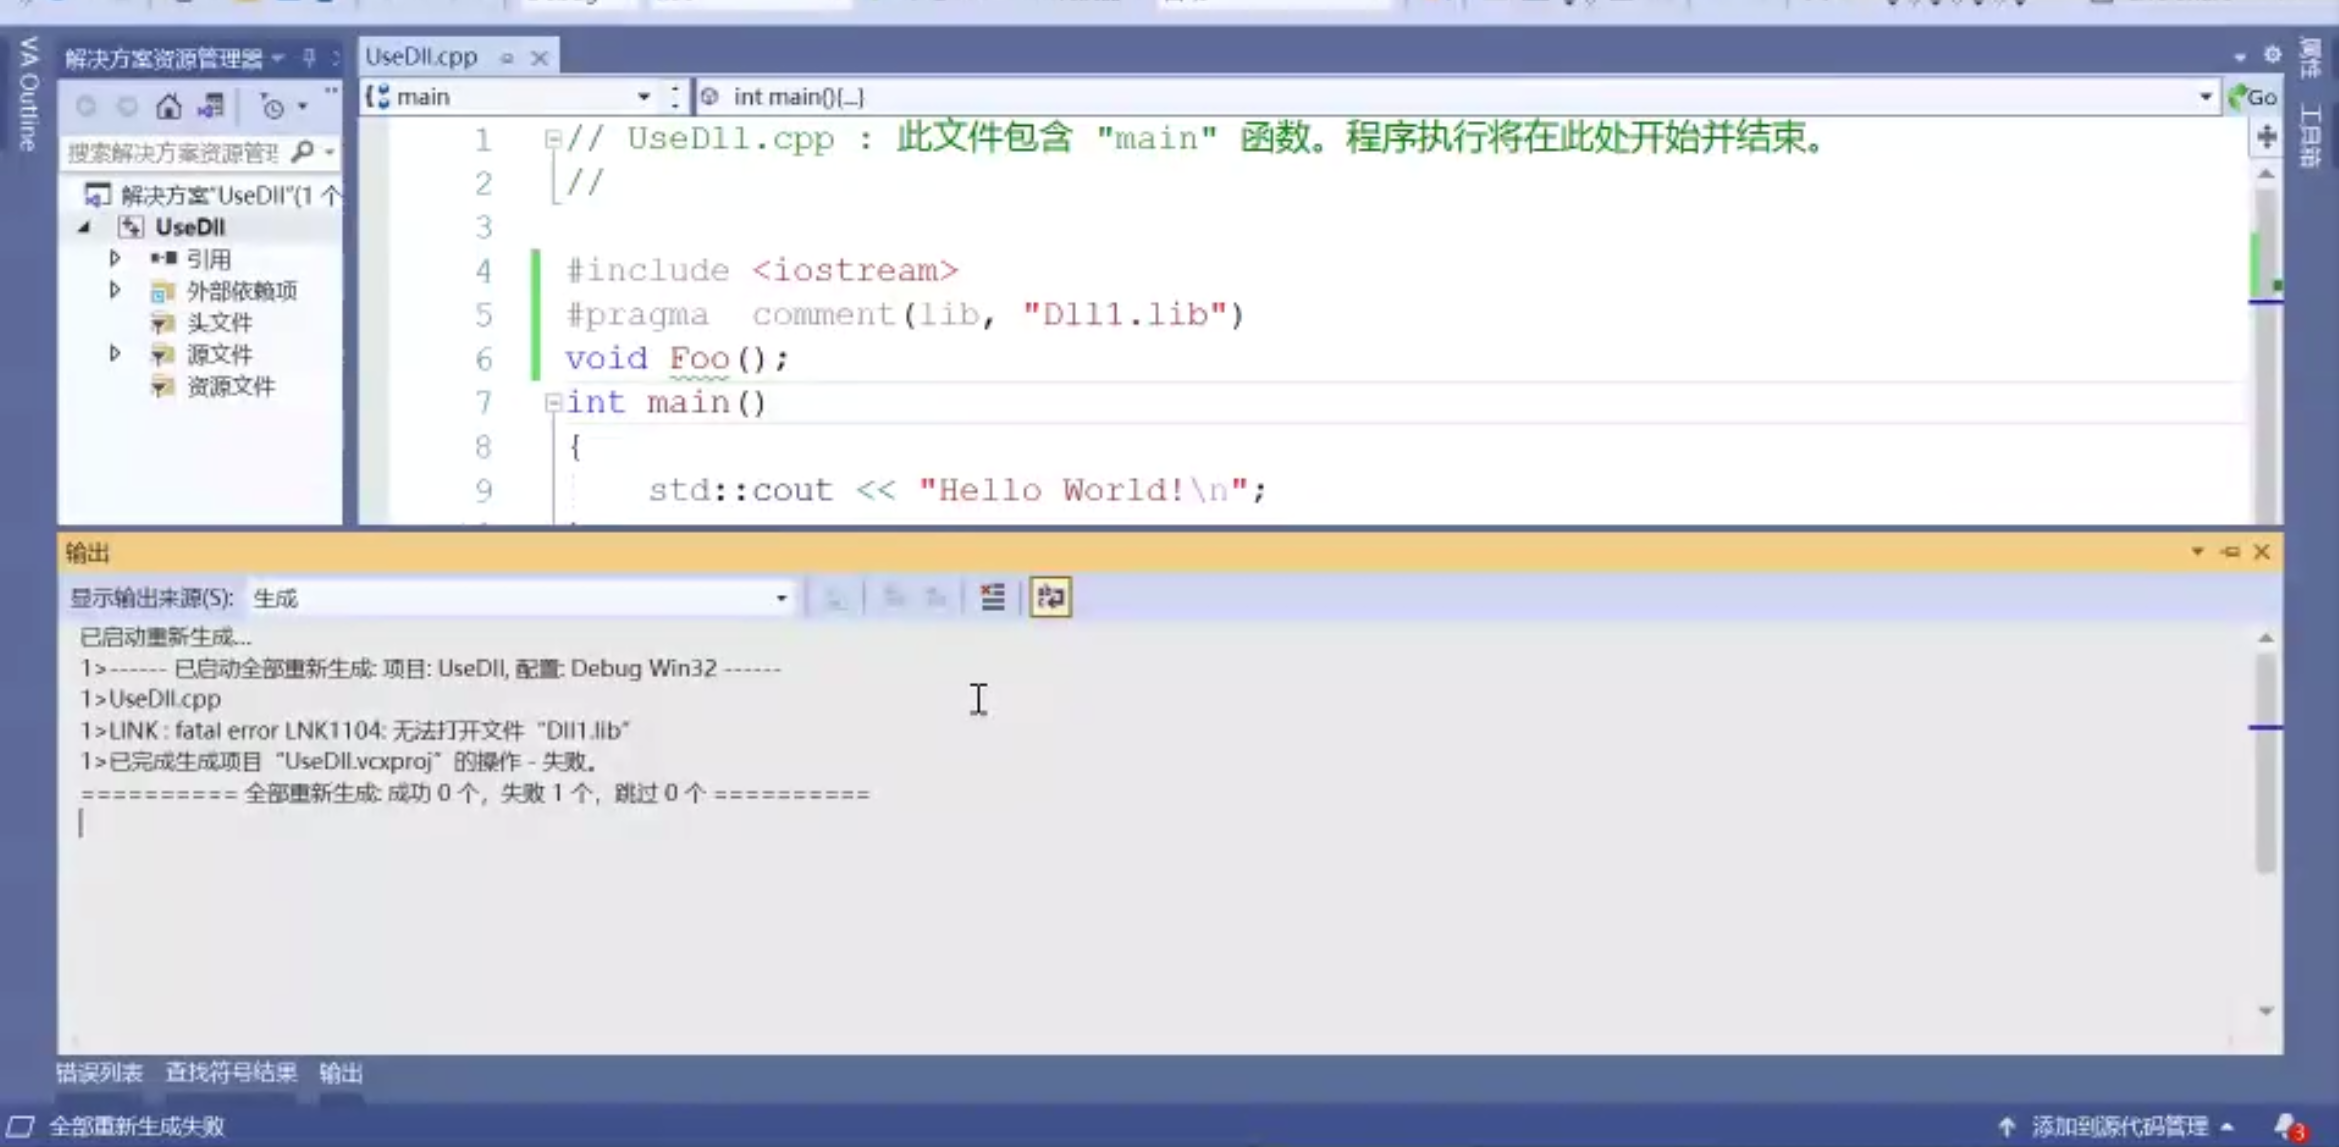 VA Outline
解决方案资源管理器
搜索解决方案资源管理
解决方案"UseDll"(1 个
UseDll
引用
外部依赖项
头文件
源文件
资源文件
UseDll.cpp
main
int main(){...}
Go
1 // UseDll.cpp : 此文件包含 "main" 函数。程序执行将在此处开始并结束。
2 //
3
4 #include <iostream>
5 #pragma comment(lib, "Dll1.lib")
6 void Foo();
7 int main()
8 {
9 std::cout << "Hello World!\n";
属性
工具箱
输出
显示输出来源(S): 生成
已启动重新生成...
1>------ 已启动全部重新生成: 项目: UseDll, 配置: Debug Win32 ------
1>UseDll.cpp
1>LINK : fatal error LNK1104: 无法打开文件 "Dll1.lib"
1>已完成生成项目 "UseDll.vcxproj" 的操作 - 失败。
========== 全部重新生成: 成功 0 个，失败 1 个，跳过 0 个 ==========
错误列表 查找符号结果 输出
全部重新生成失败
添加到源代码管理
3